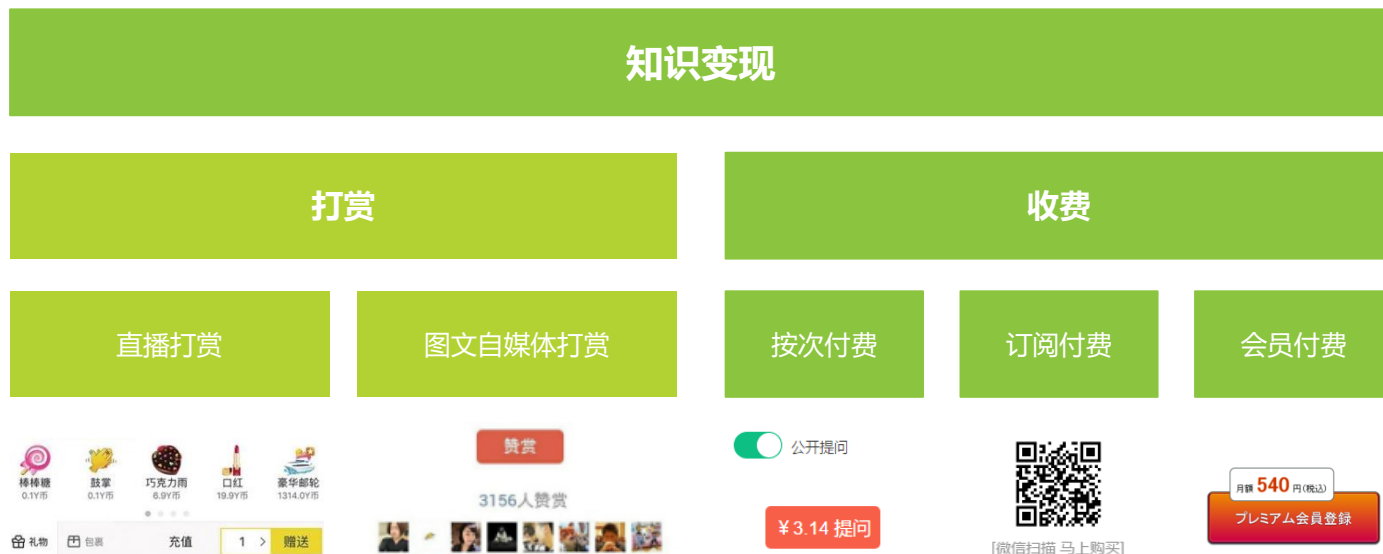 知识变现
打赏
收费
直播打赏
图文自媒体打赏
按次付费
订阅付费
会员付费
棒棒糖
0.1Y币
鼓掌
0.1Y币
巧克力雨
6.9Y币
口红
19.9Y币
豪华邮轮
1314.0Y币
礼物
包裹
充值
1 >
赠送
赞赏
3156人赞赏
公开提问
¥3.14 提问
[微信扫描 马上购买]
月額 540 円(税込)
プレミアム会員登録